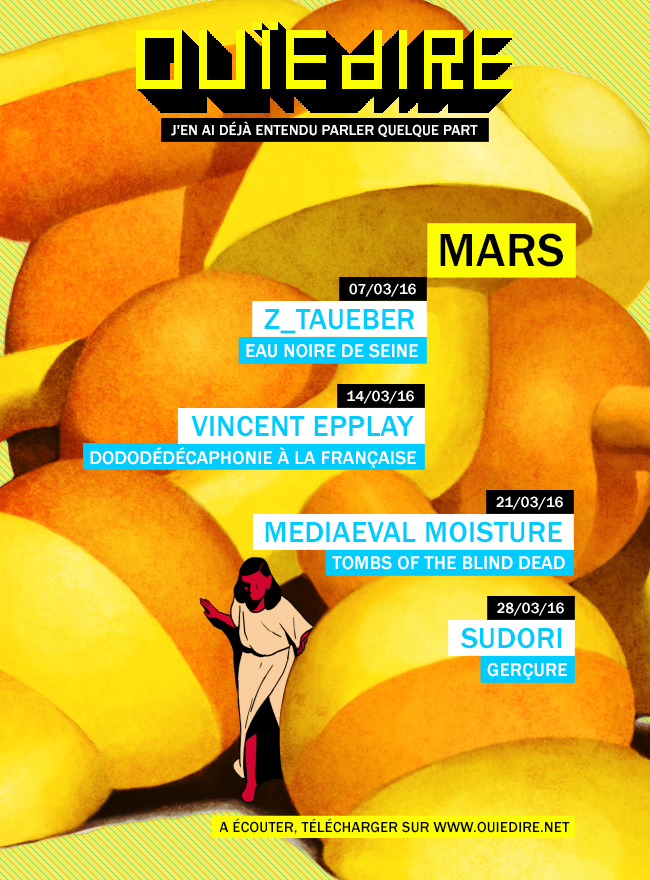 OUÏEDIRE
J'EN AI DÉJÀ ENTENDU PARLER QUELQUE PART
MARS
07/03/16
Z_TAUEBER
EAU NOIRE DE SEINE
14/03/16
VINCENT EPPLAY
DODODÉDÉCAPHONIE À LA FRANÇAISE
21/03/16
MEDIAEVAL MOISTURE
TOMBS OF THE BLIND DEAD
28/03/16
SUDORI
GERÇURE
A ÉCOUTER, TÉLÉCHARGER SUR WWW.OUIEDIRE.NET